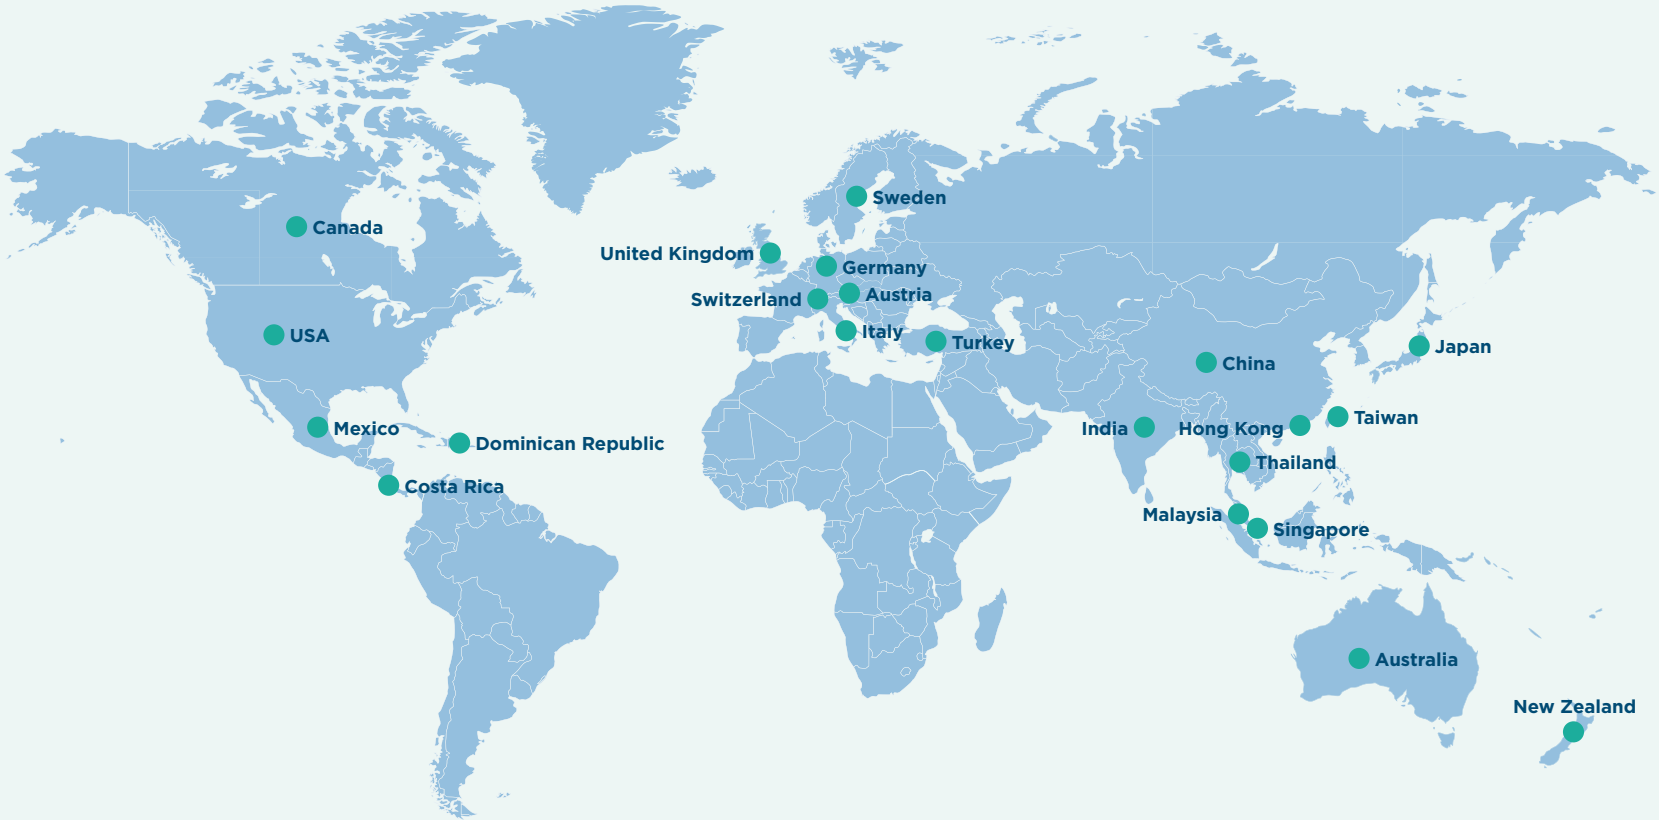 Sweden
Canada
United Kingdom
Germany
Switzerland
Austria
USA
Italy
Turkey
Japan
China
Mexico
Dominican Republic
India
Hong Kong
Taiwan
Costa Rica
Thailand
Malaysia
Singapore
Australia
New Zealand